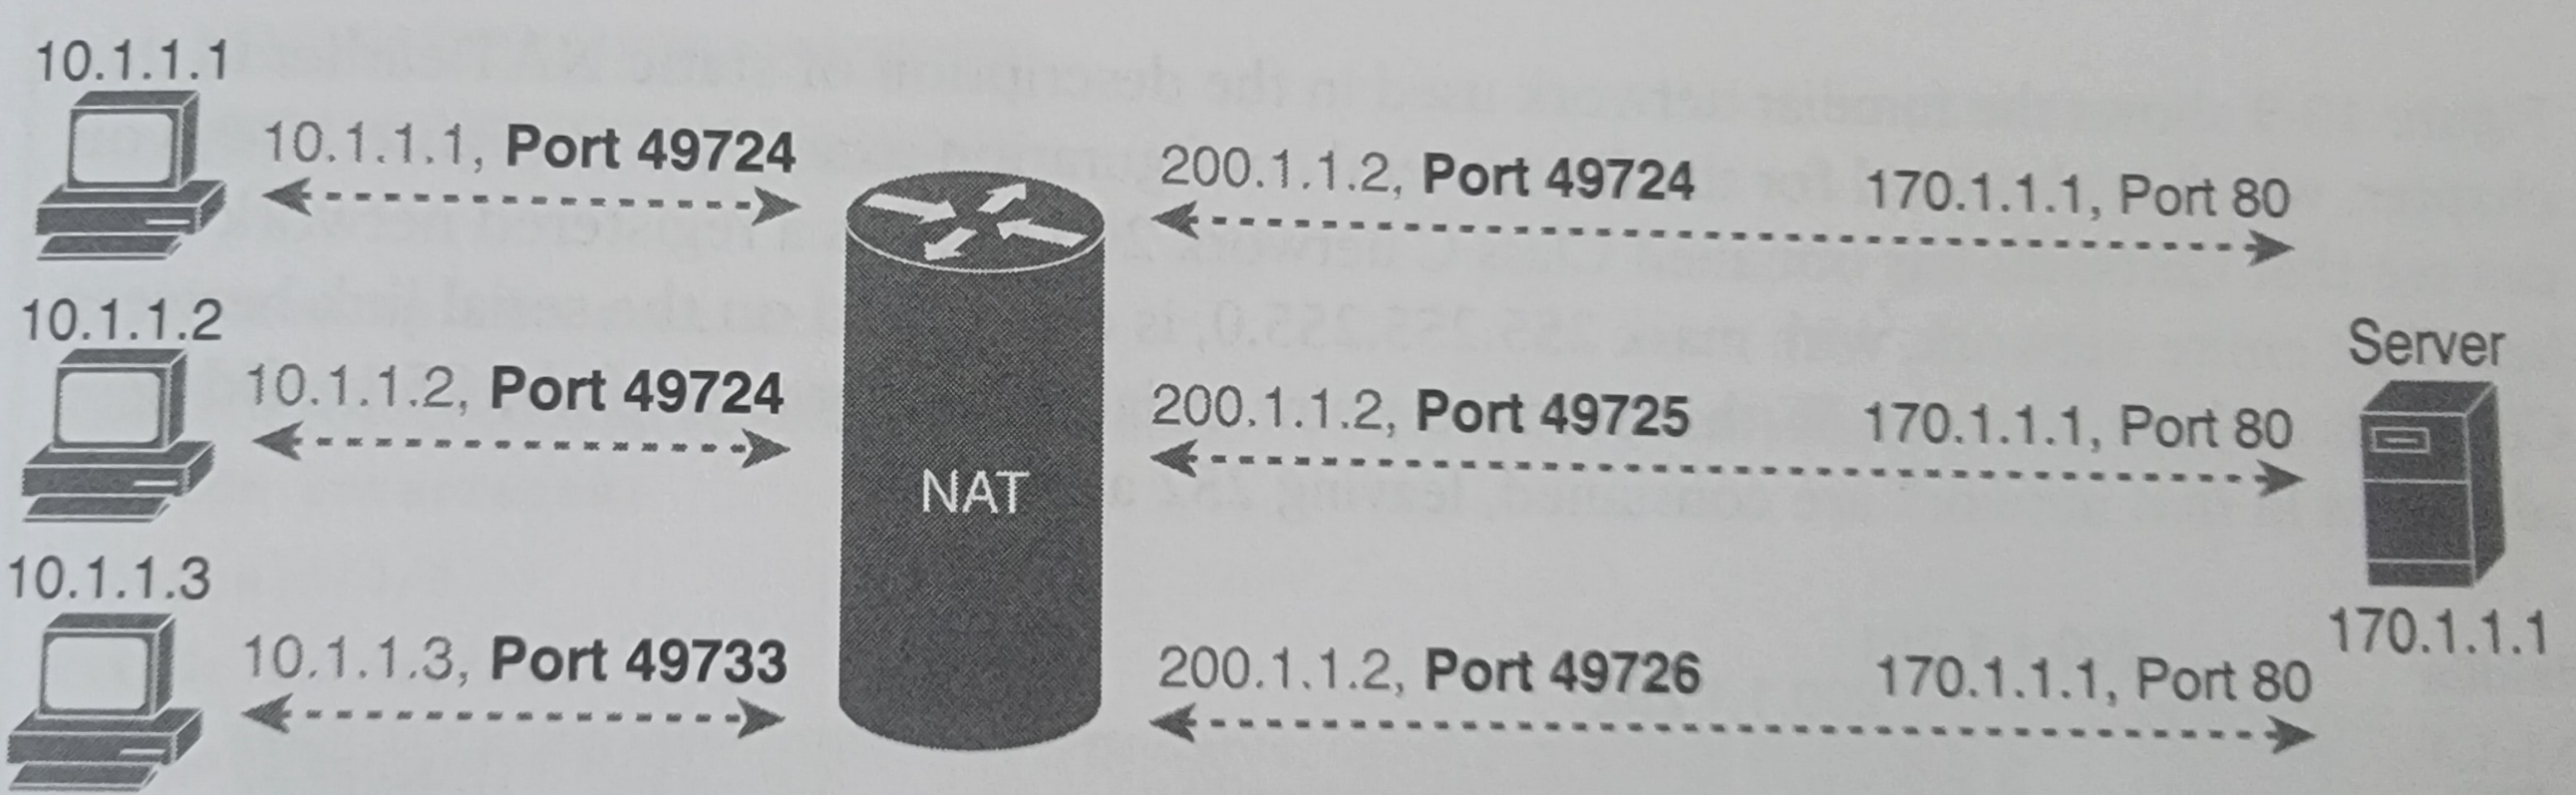 10.1.1.1
10.1.1.1, Port 49724
200.1.1.2, Port 49724
170.1.1.1, Port 80
10.1.1.2
10.1.1.2, Port 49724
200.1.1.2, Port 49725
170.1.1.1, Port 80
Server
NAT
10.1.1.3
10.1.1.3, Port 49733
200.1.1.2, Port 49726
170.1.1.1, Port 80
170.1.1.1